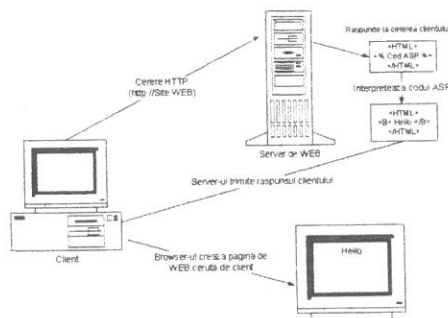 Raspunde la cererea clientului
<HTML>
<% Cod ASP %>
</HTML>
Cerere HTTP
(http://Site WEB)
Interpreteaza codul ASP
<HTML>
<B> Hello </B>
</HTML>
Server de WEB
Server-ul trimite raspunsul clientului
Client
Browser-ul creaza pagina de
WEB ceruta de client
Hello